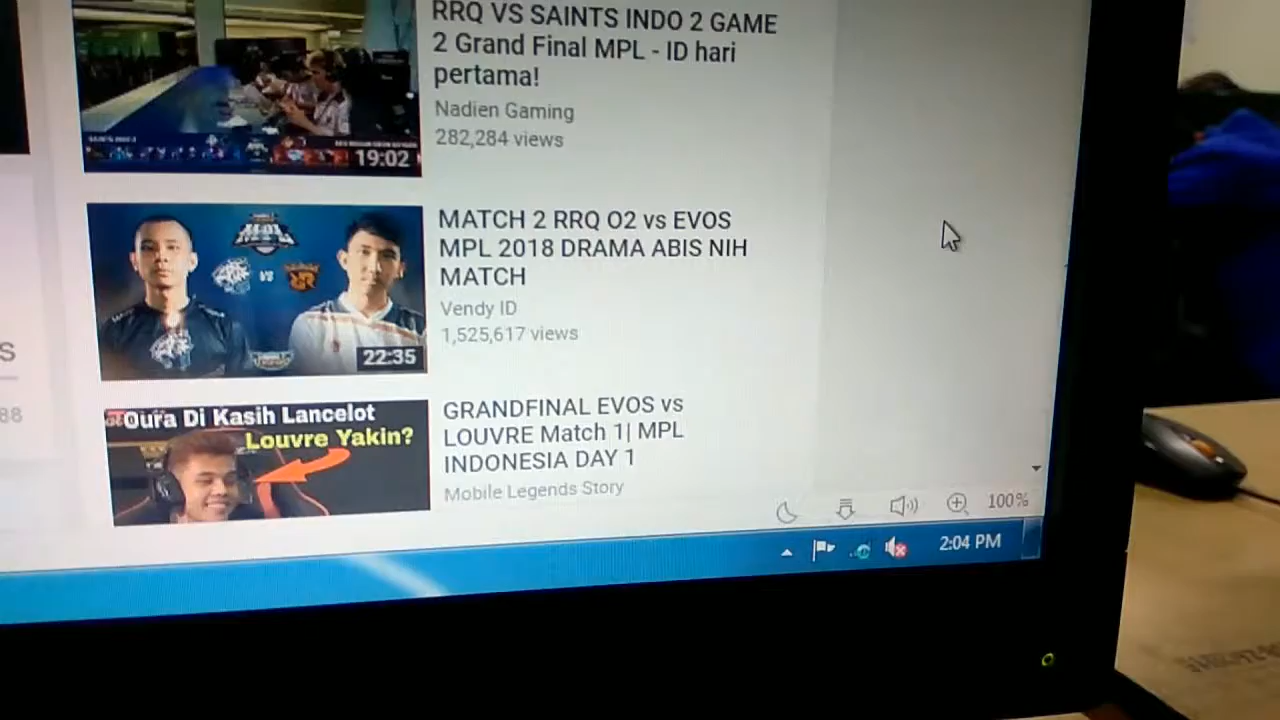 RRQ VS SAINTS INDO 2 GAME
2 Grand Final MPL - ID hari
pertama!
Nadien Gaming
282,284 views
19:02
MATCH 2 RRQ O2 vs EVOS
MPL 2018 DRAMA ABIS NIH
MATCH
Vendy ID
1,525,617 views
VS
22:35
S
88
Oura Di Kasih Lancelot
Louvre Yakin?
GRANDFINAL EVOS vs
LOUVRE Match 1| MPL
INDONESIA DAY 1
Mobile Legends Story
100%
2:04 PM